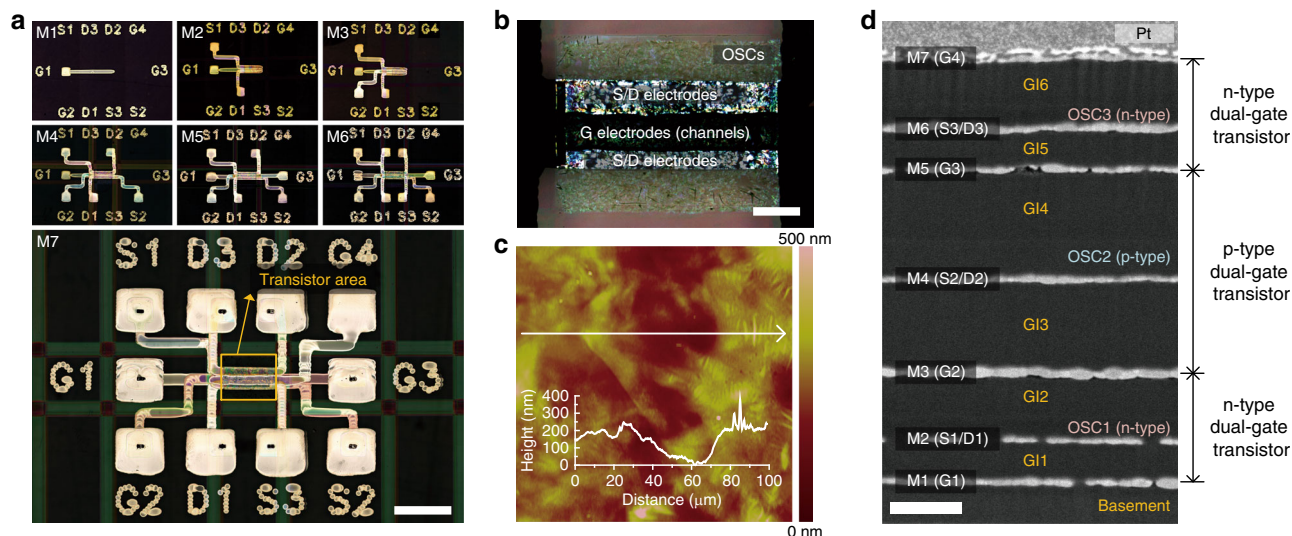 a
M1 S1 D3 D2 G4
G1 G3
G2 D1 S3 S2
M2 S1 D3 D2 G4
G1 G3
G2 D1 S3 S2
M3 S1 D3 D2 G4
G1 G3
G2 D1 S3 S2
M4 S1 D3 D2 G4
G1 G3
G2 D1 S3 S2
M5 S1 D3 D2 G4
G1 G3
G2 D1 S3 S2
M6 S1 D3 D2 G4
G1 G3
G2 D1 S3 S2
M7
S1 D3 D2 G4
Transistor area
G1 G3
G2 D1 S3 S2
b
OSCs
S/D electrodes
G electrodes (channels)
S/D electrodes
c
500 nm
0 nm
Height (nm)
400
300
200
100
0
0 20 40 60 80 100
Distance (μm)
d
Pt
M7 (G4)
GI6
OSC3 (n-type)
M6 (S3/D3)
GI5
M5 (G3)
GI4
OSC2 (p-type)
M4 (S2/D2)
GI3
M3 (G2)
GI2
OSC1 (n-type)
M2 (S1/D1)
GI1
M1 (G1)
Basement
n-type
dual-gate
transistor
p-type
dual-gate
transistor
n-type
dual-gate
transistor